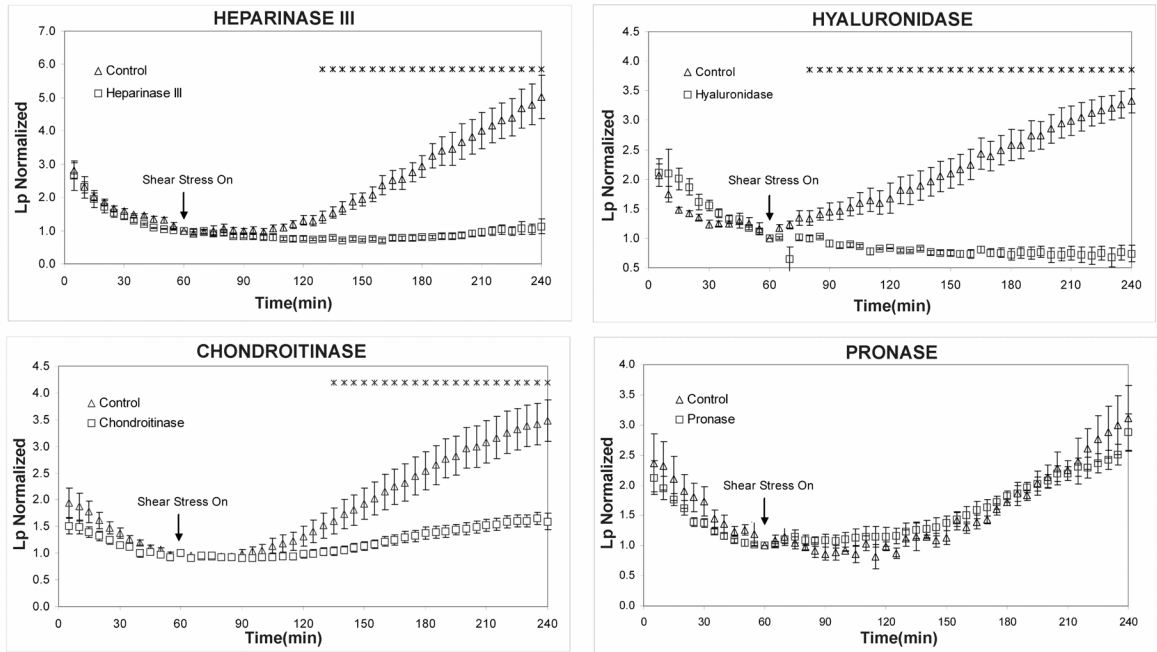 HEPARINASE III
7.0
6.0
5.0
4.0
3.0
2.0
1.0
0.0
Lp Normalized
Control
Heparinase III
Shear Stress On
0 30 60 90 120 150 180 210 240
Time(min)
HYALURONIDASE
4.5
4.0
3.5
3.0
2.5
2.0
1.5
1.0
0.5
Lp Normalized
Control
Hyaluronidase
Shear Stress On
0 30 60 90 120 150 180 210 240
Time(min)
CHONDROITINASE
4.5
4.0
3.5
3.0
2.5
2.0
1.5
1.0
0.5
0.0
Lp Normalized
Control
Chondroitinase
Shear Stress On
0 30 60 90 120 150 180 210 240
Time(min)
PRONASE
4.0
3.5
3.0
2.5
2.0
1.5
1.0
0.5
0.0
Lp Normalized
Control
Pronase
Shear Stress On
0 30 60 90 120 150 180 210 240
Time(min)